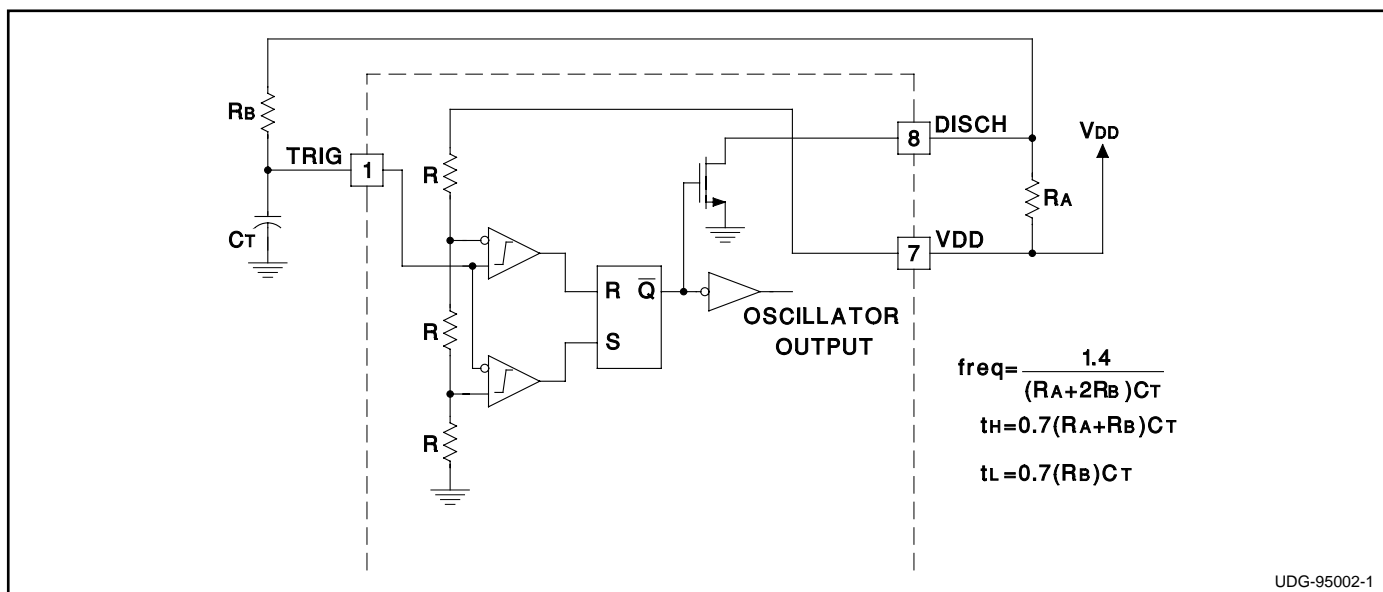 RB
TRIG
1
CT
R
R
R
R
S
Q̅
8
DISCH
VDD
RA
7
VDD
OSCILLATOR
OUTPUT
freq=1.4/(RA+2RB)CT
tH=0.7(RA+RB)CT
tL=0.7(RB)CT
UDG-95002-1